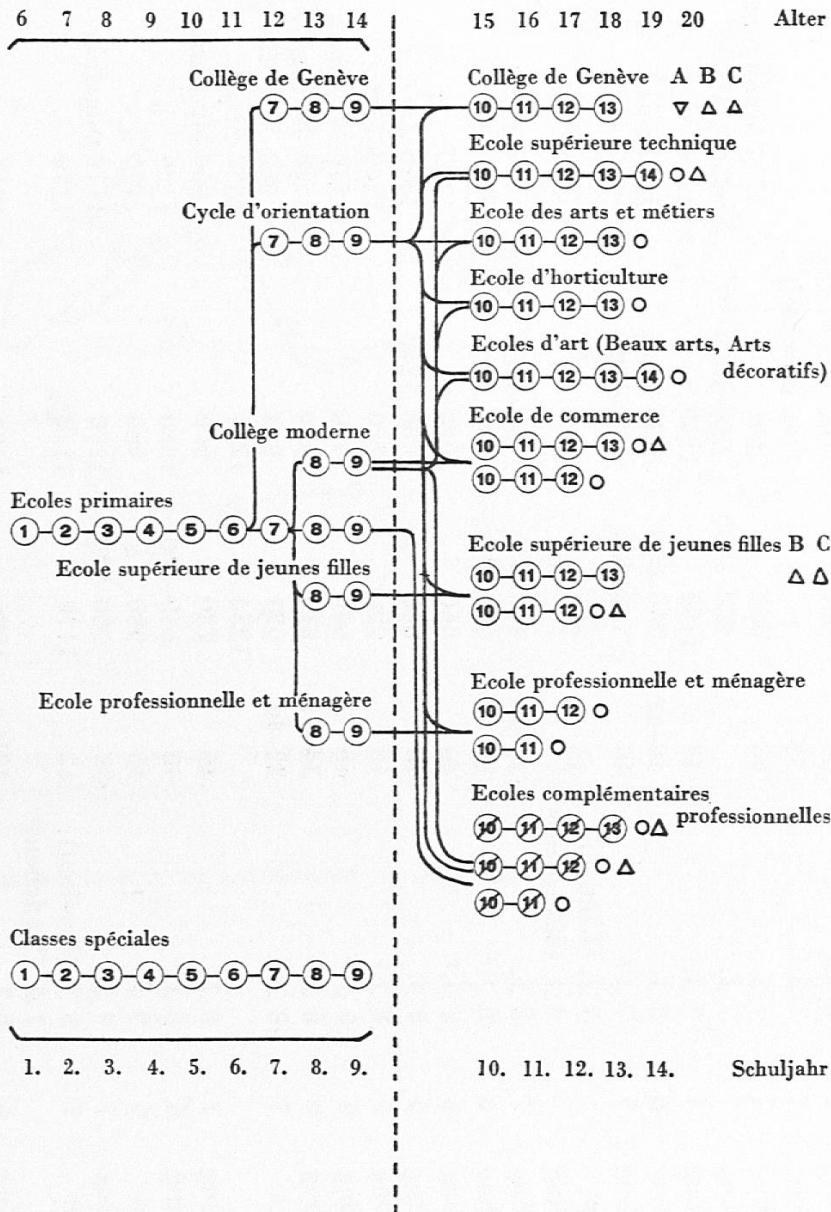 6 7 8 9 10 11 12 13 14 15 16 17 18 19 20 Alter
Collège de Genève
7 8 9
Collège de Genève A B C
10 11 12 13
Ecole supérieure technique
10 11 12 13 14
Cycle d'orientation
7 8 9
Ecole des arts et métiers
10 11 12 13
Ecole d'horticulture
10 11 12 13
Ecoles d'art (Beaux arts, Arts
décoratifs)
10 11 12 13 14
Collège moderne
8 9
Ecole de commerce
10 11 12 13
10 11 12
Ecoles primaires
1 2 3 4 5 6 7 8 9
Ecole supérieure de jeunes filles
8 9
Ecole supérieure de jeunes filles B C
10 11 12 13
10 11 12
Ecole professionnelle et ménagère
8 9
Ecole professionnelle et ménagère
10 11 12
10 11
Ecoles complémentaires
professionnelles
10 11 12 13
10 11 12
10 11
Classes spéciales
1 2 3 4 5 6 7 8 9
1. 2. 3. 4. 5. 6. 7. 8. 9. 10. 11. 12. 13. 14. Schuljahr